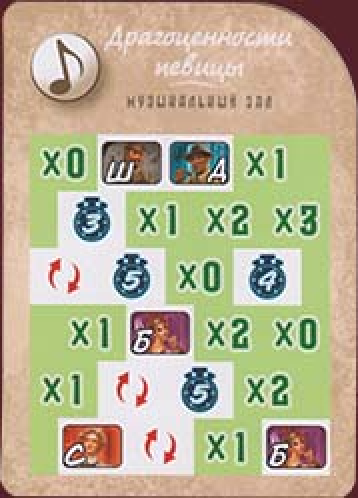 Драгоценности
певицы
МУЗЫКАЛЬНЫЙ ЗАЛ
X0 Ш Д X1
3 X1 X2 X3
5 X0 4
X1 Б X2 X0
X1 5 X2
С X1 Б